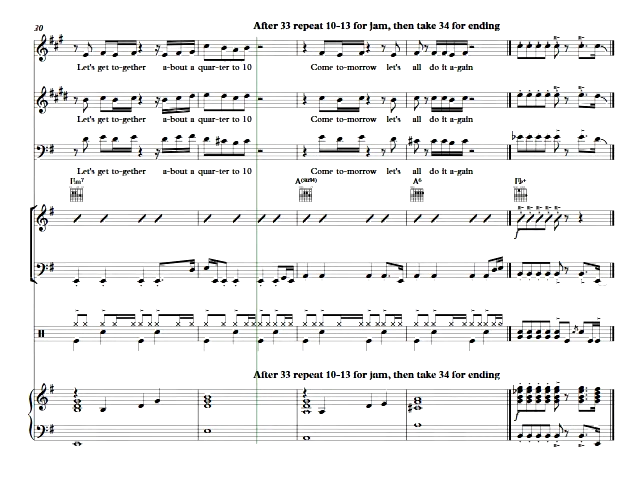 After 33 repeat 10-13 for jam, then take 34 for ending
30
Let's get to-gether a-bout a quar-ter to 10 Come to-morrow let's all do it a-gain
Let's get to-gether a-bout a quar-ter to 10 Come to-morrow let's all do it a-gain
Let's get to-gether a-bout a quar-ter to 10 Come to-morrow let's all do it a-gain
A6
f
After 33 repeat 10-13 for jam, then take 34 for ending